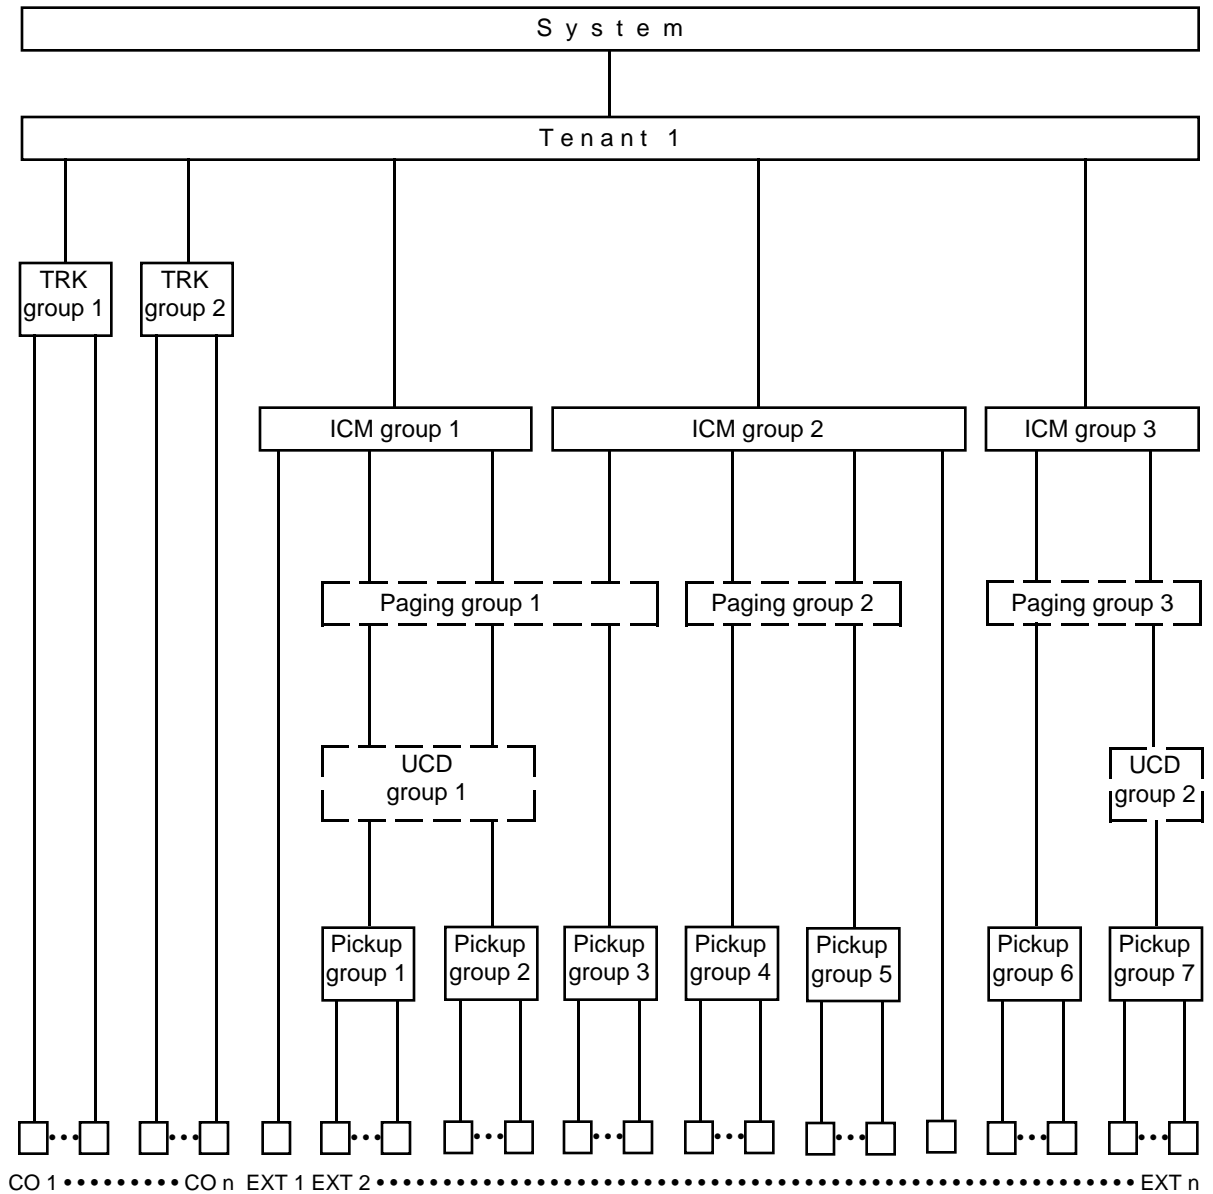 System
Tenant 1
TRK
group 1
TRK
group 2
ICM group 1
ICM group 2
ICM group 3
Paging group 1
Paging group 2
Paging group 3
UCD
group 1
UCD
group 2
Pickup
group 1
Pickup
group 2
Pickup
group 3
Pickup
group 4
Pickup
group 5
Pickup
group 6
Pickup
group 7
CO 1 ••••••••• CO n EXT 1 EXT 2 •••••••••••••••••••••••••••••••••••••••••••••••••••••••••• EXT n